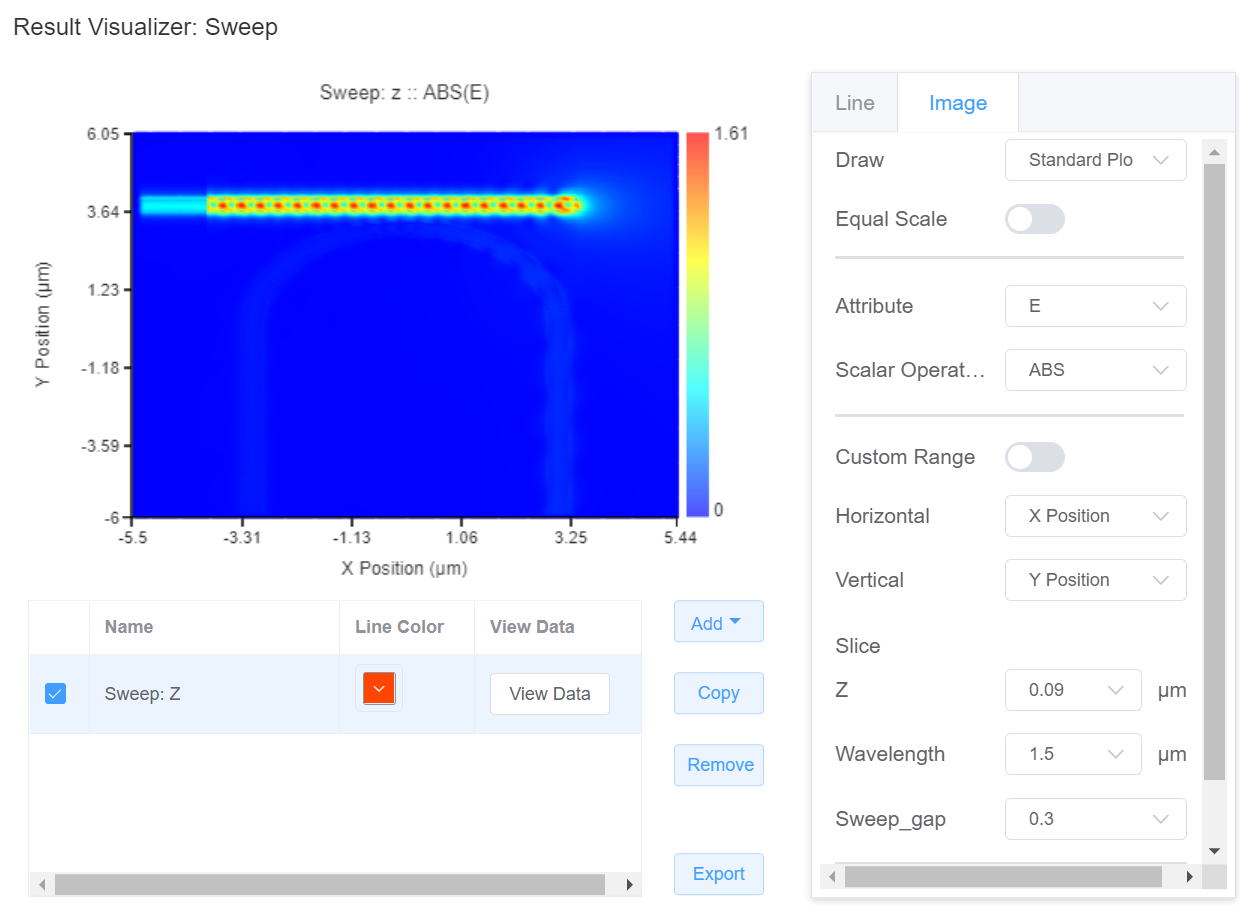 Result Visualizer: Sweep
Sweep: z :: ABS(E)
6.05
3.64
1.23
-1.18
-3.59
-6
Y Position (μm)
-5.5 -3.31 -1.13 1.06 3.25 5.44
X Position (μm)
1.61
0
Name Line Color View Data
Sweep: Z View Data
Add
Copy
Remove
Export
Line Image
Draw Standard Plo
Equal Scale
Attribute E
Scalar Operat... ABS
Custom Range
Horizontal X Position
Vertical Y Position
Slice
Z 0.09 μm
Wavelength 1.5 μm
Sweep_gap 0.3